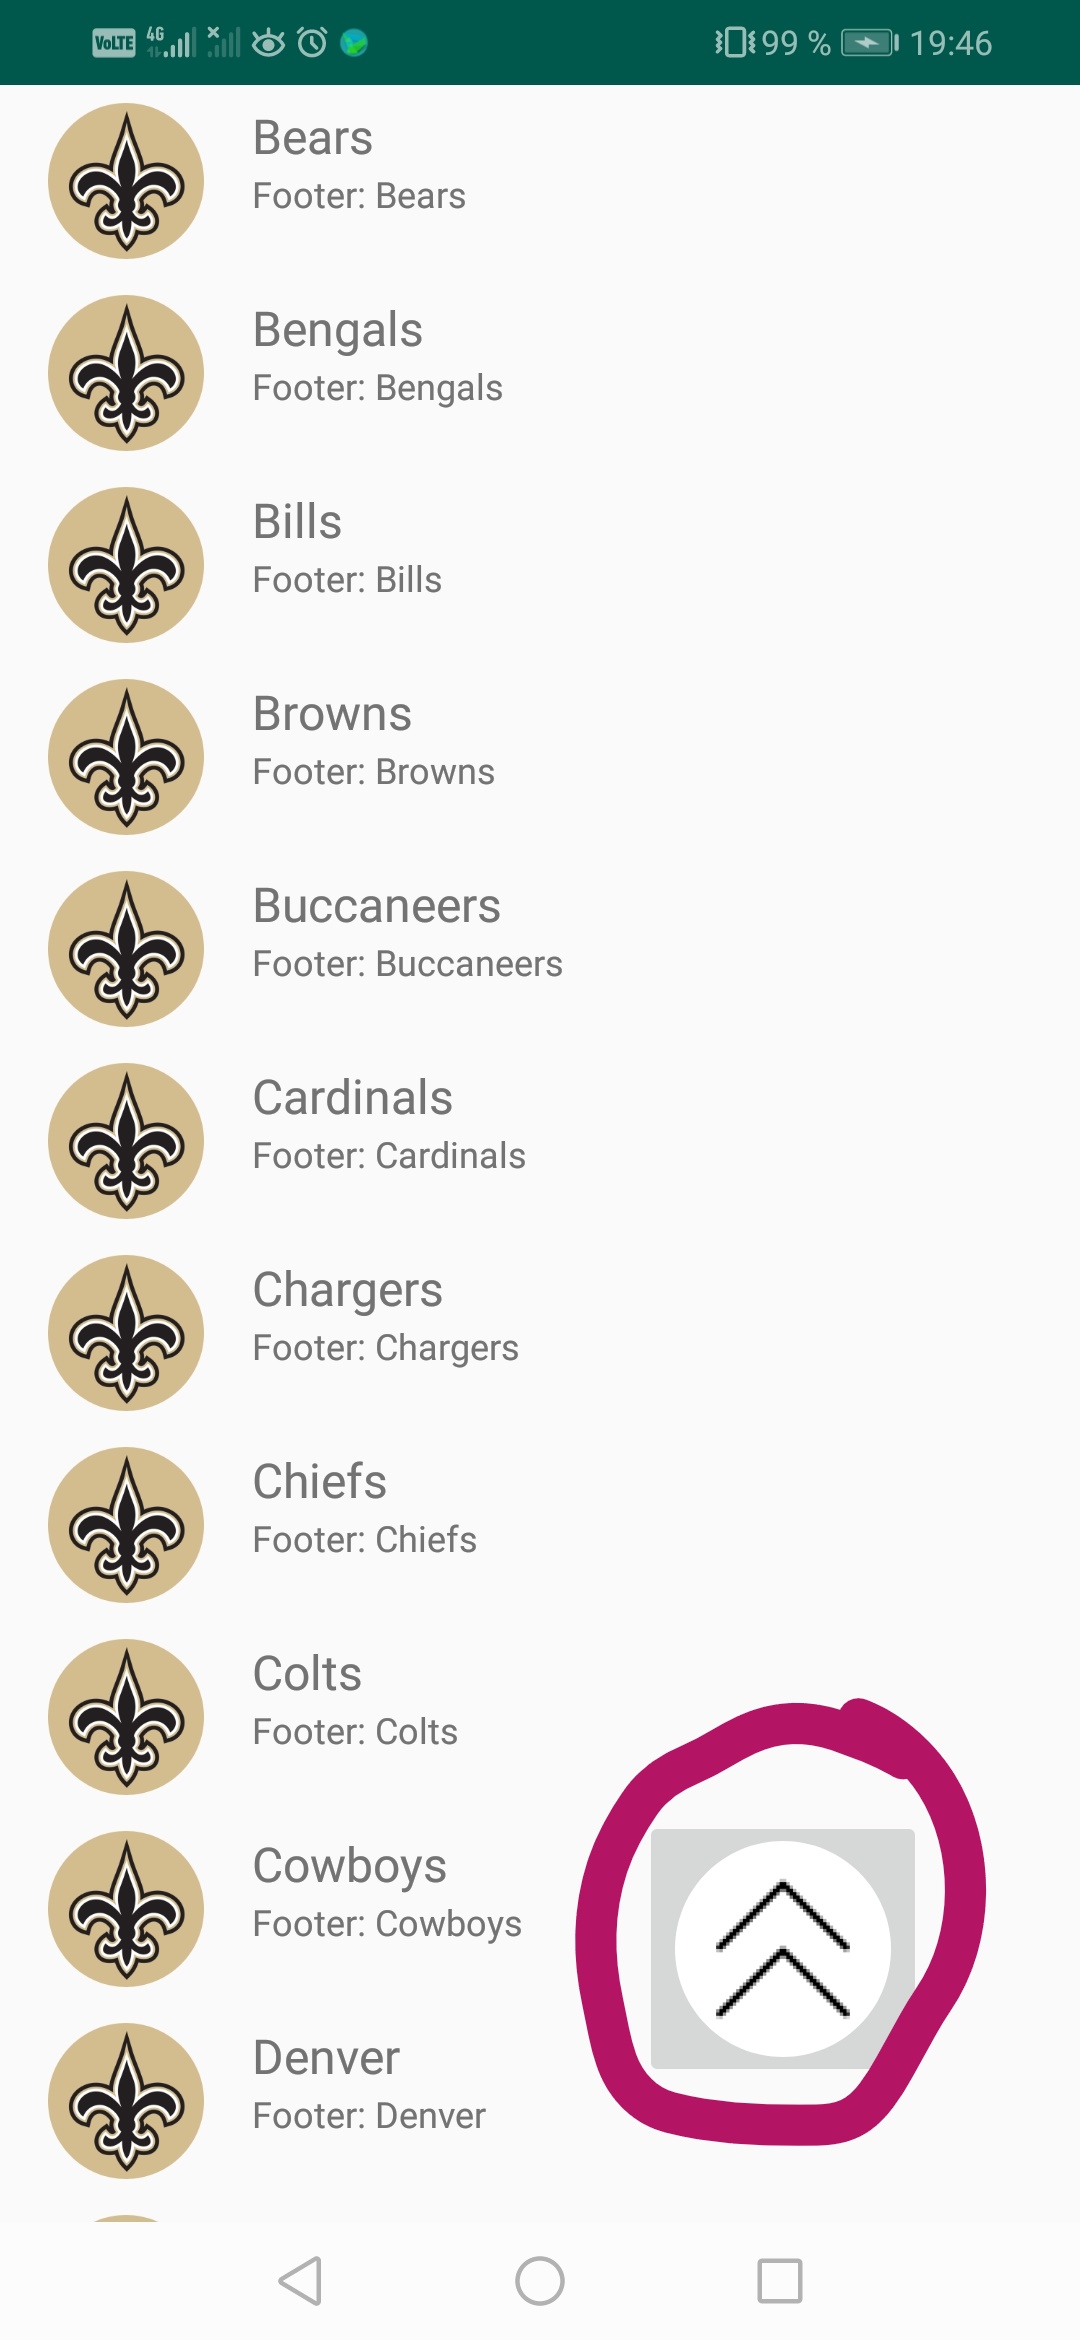 VoLTE 4G 99 % 19:46
Bears
Footer: Bears
Bengals
Footer: Bengals
Bills
Footer: Bills
Browns
Footer: Browns
Buccaneers
Footer: Buccaneers
Cardinals
Footer: Cardinals
Chargers
Footer: Chargers
Chiefs
Footer: Chiefs
Colts
Footer: Colts
Cowboys
Footer: Cowboys
Denver
Footer: Denver